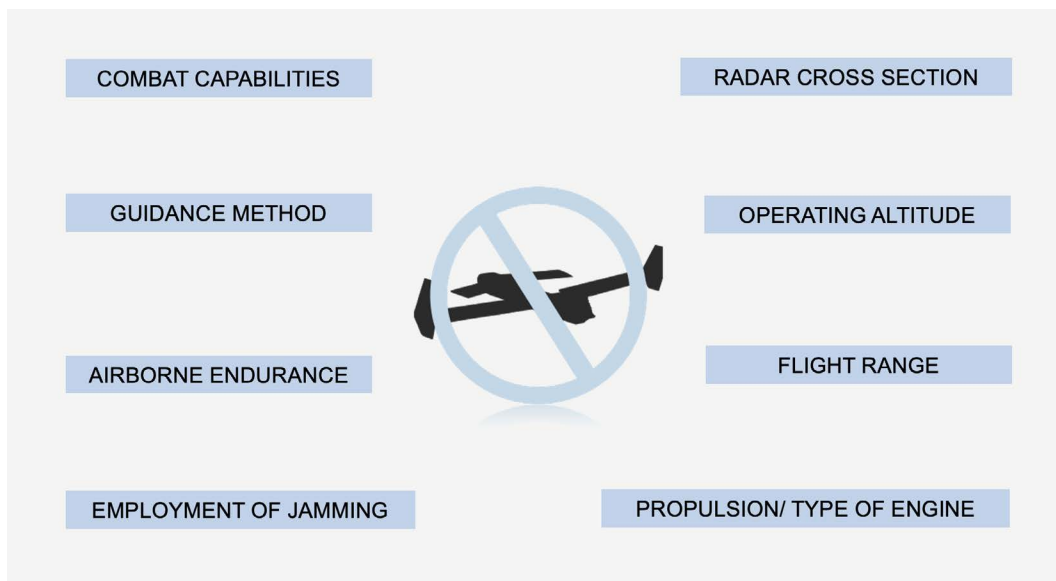 COMBAT CAPABILITIES
RADAR CROSS SECTION
GUIDANCE METHOD
OPERATING ALTITUDE
AIRBORNE ENDURANCE
FLIGHT RANGE
EMPLOYMENT OF JAMMING
PROPULSION/ TYPE OF ENGINE